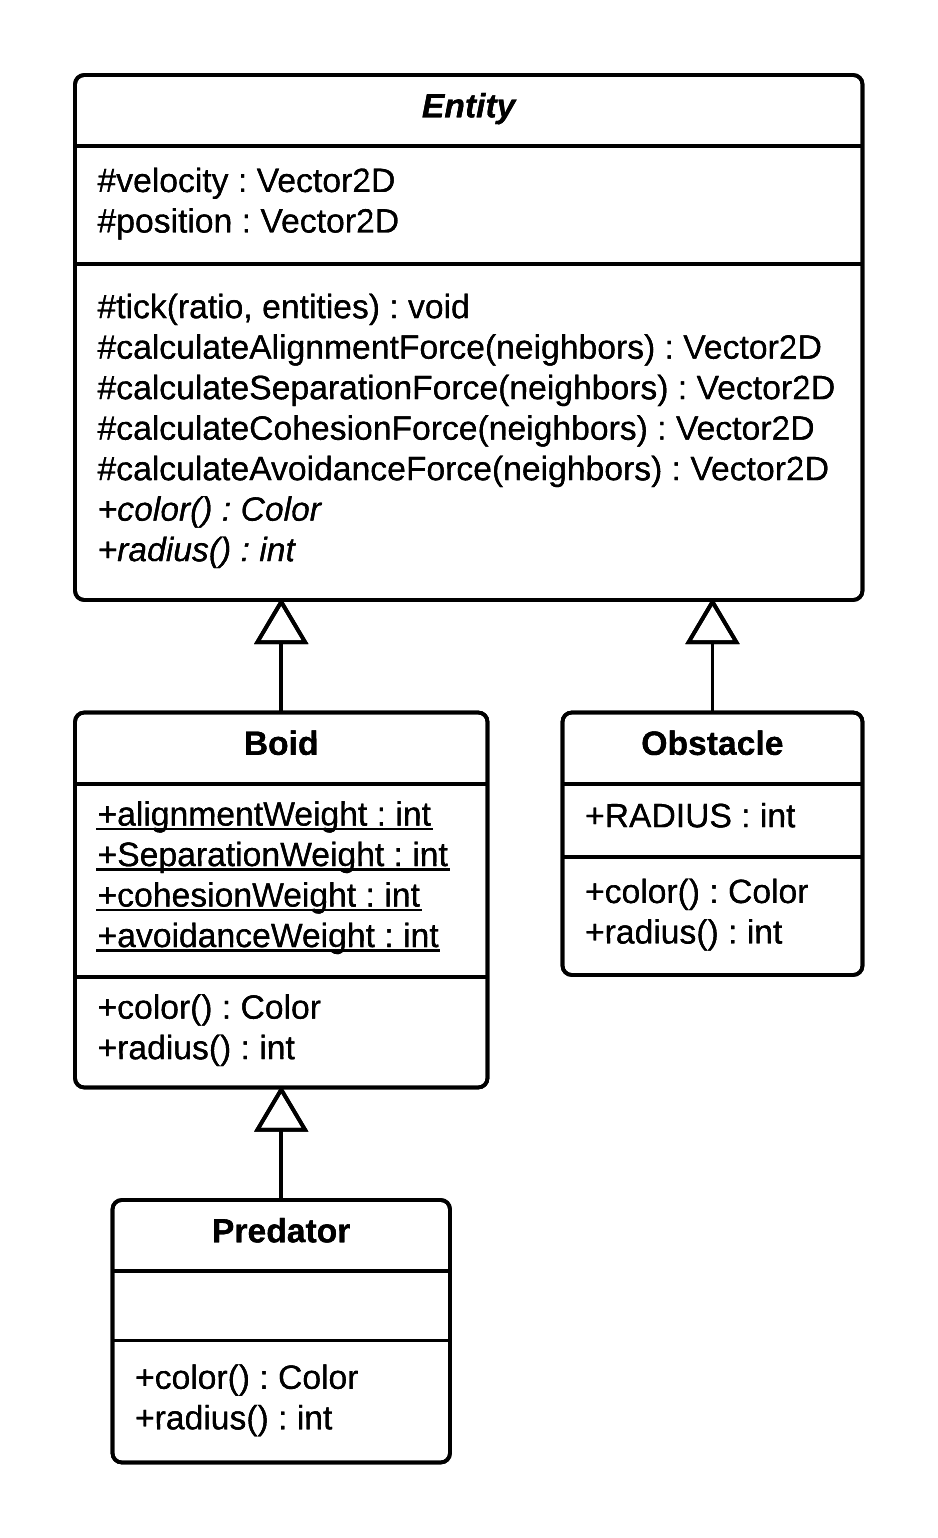 Entity
#velocity : Vector2D
#position : Vector2D
#tick(ratio, entities) : void
#calculateAlignmentForce(neighbors) : Vector2D
#calculateSeparationForce(neighbors) : Vector2D
#calculateCohesionForce(neighbors) : Vector2D
#calculateAvoidanceForce(neighbors) : Vector2D
+color() : Color
+radius() : int
Boid
+alignmentWeight : int
+SeparationWeight : int
+cohesionWeight : int
+avoidanceWeight : int
+color() : Color
+radius() : int
Obstacle
+RADIUS : int
+color() : Color
+radius() : int
Predator
+color() : Color
+radius() : int